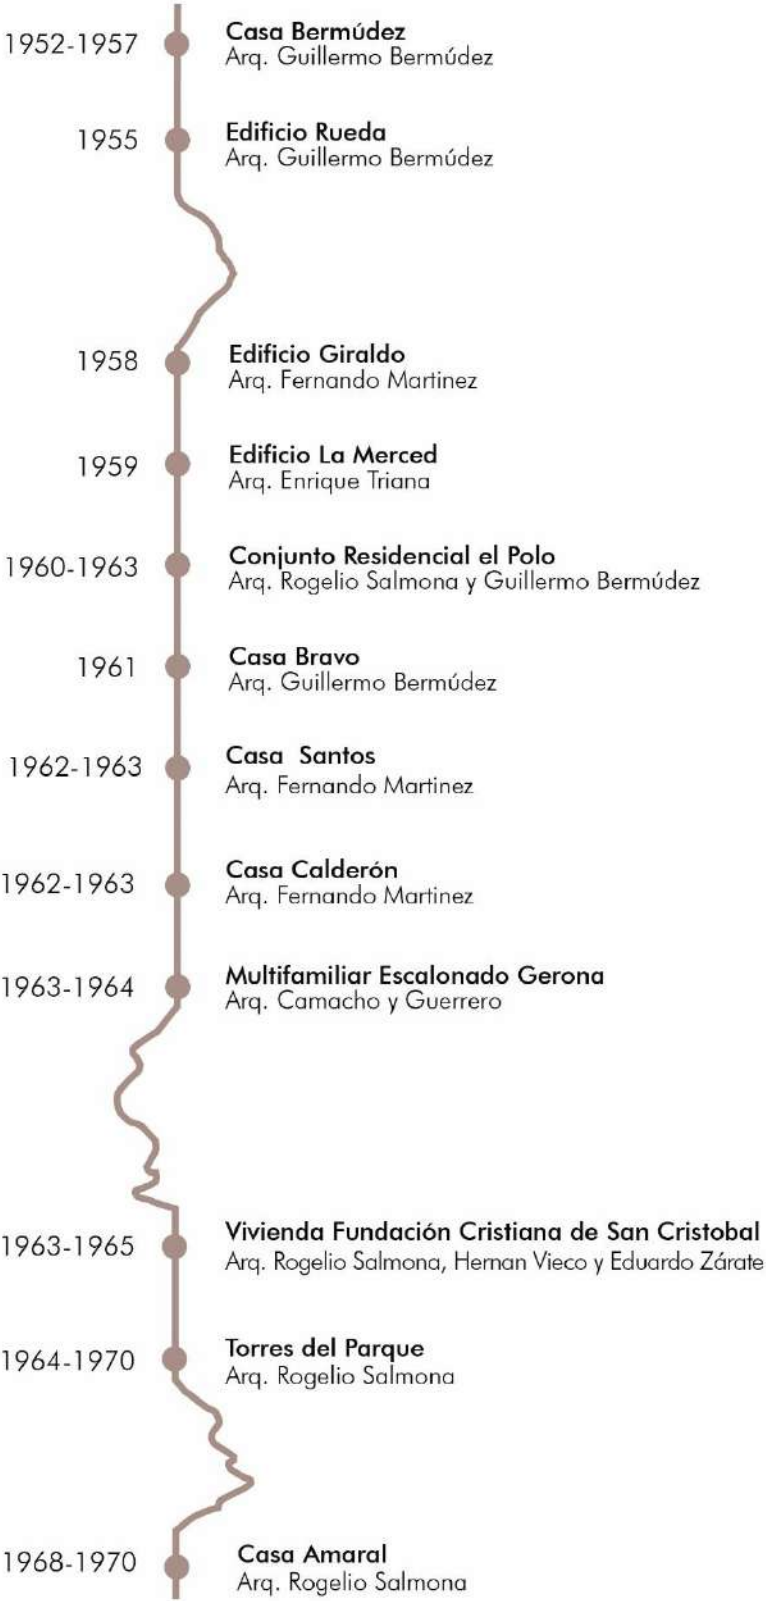 1952-1957
Casa Bermúdez
Arq. Guillermo Bermúdez
1955
Edificio Rueda
Arq. Guillermo Bermúdez
1958
Edificio Giraldo
Arq. Fernando Martinez
1959
Edificio La Merced
Arq. Enrique Triana
1960-1963
Conjunto Residencial el Polo
Arq. Rogelio Salmona y Guillermo Bermúdez
1961
Casa Bravo
Arq. Guillermo Bermúdez
1962-1963
Casa Santos
Arq. Fernando Martinez
1962-1963
Casa Calderón
Arq. Fernando Martinez
1963-1964
Multifamiliar Escalonado Gerona
Arq. Camacho y Guerrero
1963-1965
Vivienda Fundación Cristiana de San Cristobal
Arq. Rogelio Salmona, Hernan Vieco y Eduardo Zárate
1964-1970
Torres del Parque
Arq. Rogelio Salmona
1968-1970
Casa Amaral
Arq. Rogelio Salmona